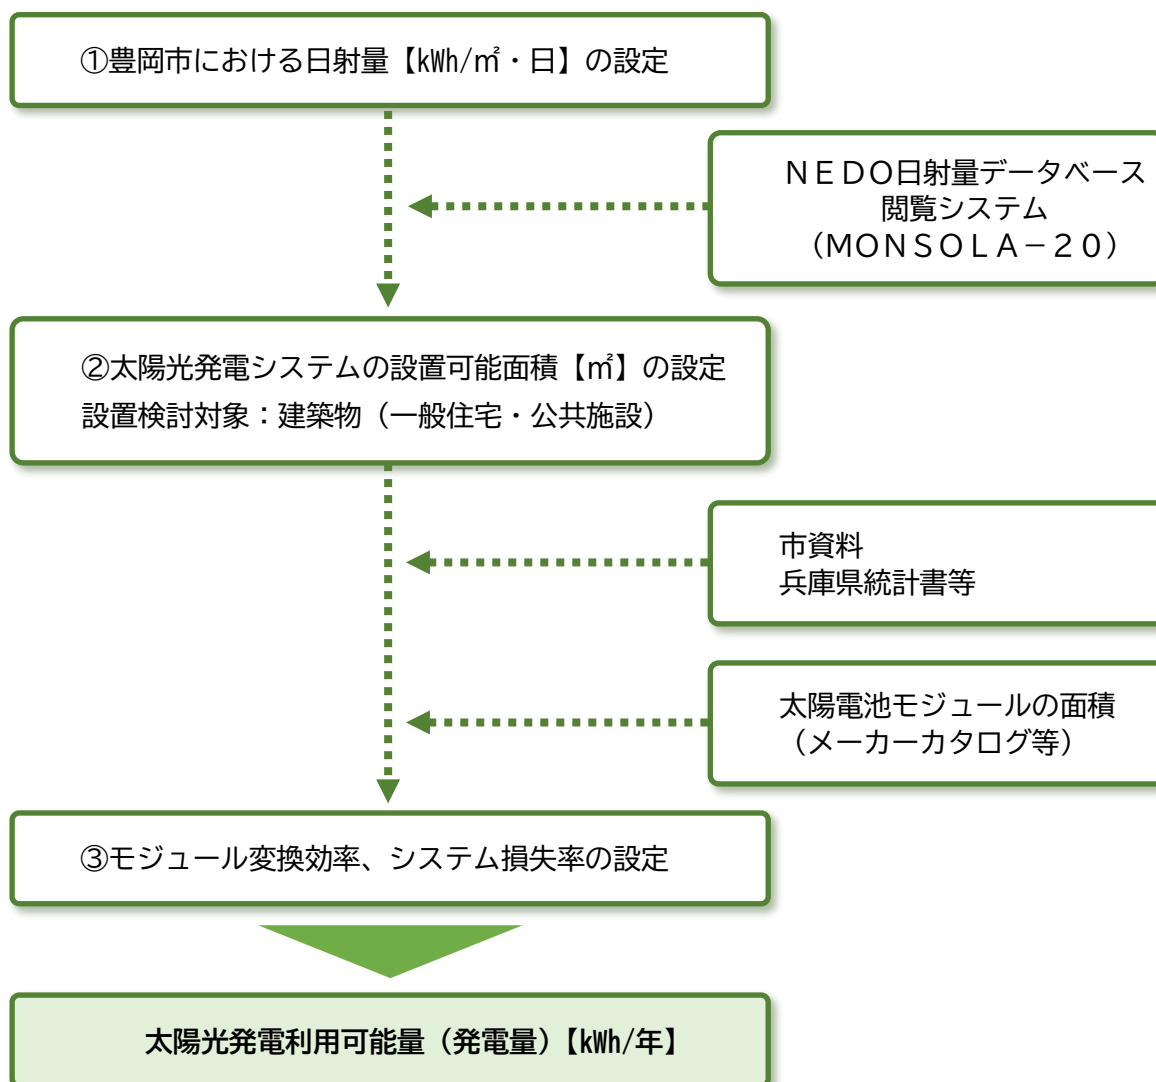 ①豊岡市における日射量【kWh/㎡・日】の設定
NEDO日射量データベース
閲覧システム
(MONSOLA-20)
②太陽光発電システムの設置可能面積【㎡】の設定
設置検討対象:建築物(一般住宅・公共施設)
市資料
兵庫県統計書等
太陽電池モジュールの面積
(メーカーカタログ等)
③モジュール変換効率、システム損失率の設定
太陽光発電利用可能量(発電量)【kWh/年】